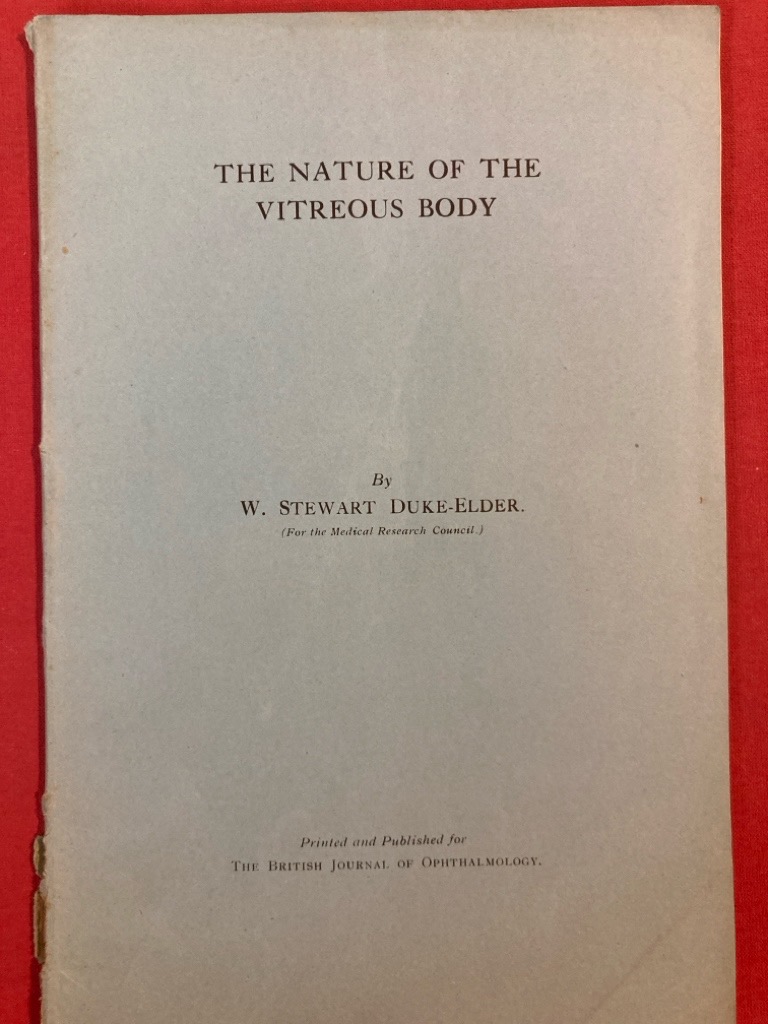 THE NATURE OF THE
VITREOUS BODY
By
W. STEWART DUKE-ELDER.
(For the Medical Research Council.)
Printed and Published for
THE BRITISH JOURNAL OF OPHTHALMOLOGY.